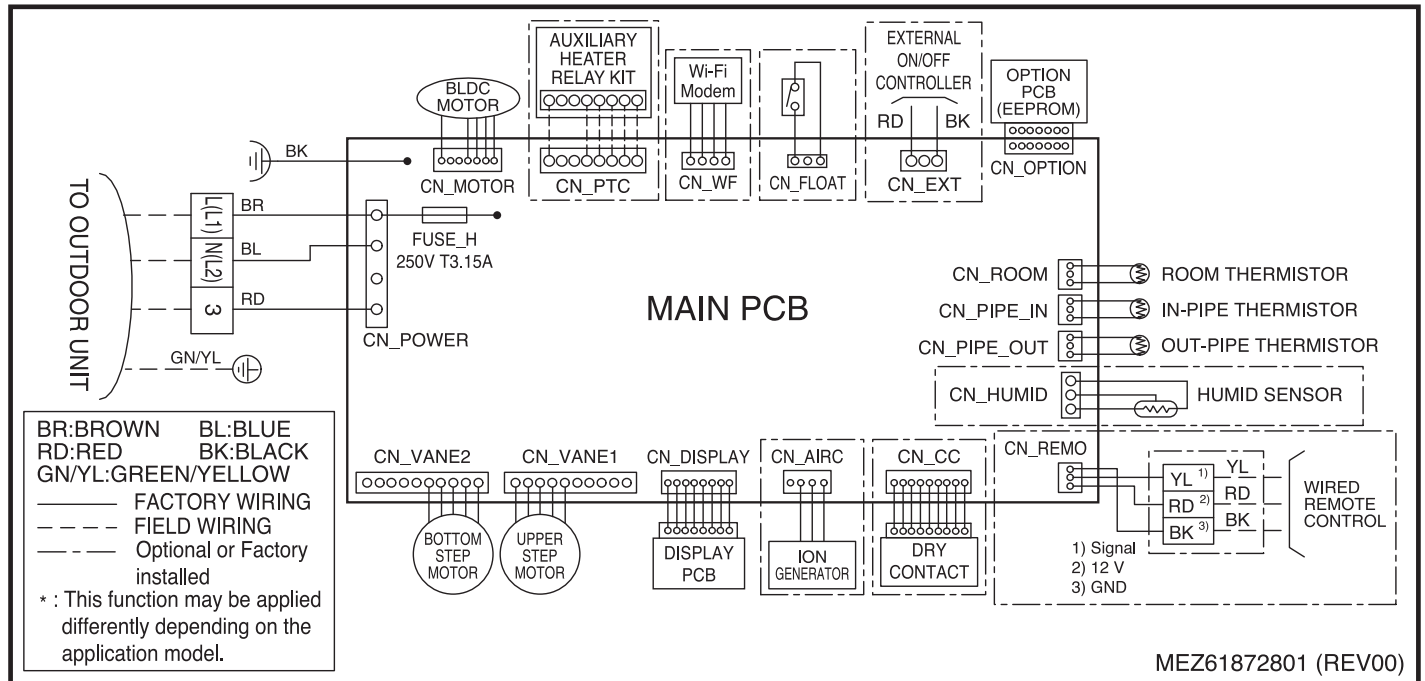 AUXILIARY
HEATER
RELAY KIT
BLDC
MOTOR
Wi-Fi
Modem
EXTERNAL
ON/OFF
CONTROLLER
RD
BK
OPTION
PCB
(EEPROM)
CN_MOTOR
CN_PTC
CN_WF
CN_FLOAT
CN_EXT
CN_OPTION
BK
TO OUTDOOR UNIT
L(L1)
N(L2)
3
BR
BL
RD
GN/YL
FUSE_H
250V T3.15A
CN_POWER
MAIN PCB
CN_ROOM
ROOM THERMISTOR
CN_PIPE_IN
IN-PIPE THERMISTOR
CN_PIPE_OUT
OUT-PIPE THERMISTOR
CN_HUMID
HUMID SENSOR
CN_REMO
YL 1)
RD 2)
BK 3)
YL
RD
BK
WIRED
REMOTE
CONTROL
1) Signal
2) 12 V
3) GND
CN_VANE2
CN_VANE1
CN_DISPLAY
CN_AIRC
CN_CC
BOTTOM
STEP
MOTOR
UPPER
STEP
MOTOR
DISPLAY
PCB
ION
GENERATOR
DRY
CONTACT
BR:BROWN BL:BLUE
RD:RED BK:BLACK
GN/YL:GREEN/YELLOW
FACTORY WIRING
FIELD WIRING
Optional or Factory
installed
* : This function may be applied
differently depending on the
application model.
MEZ61872801 (REV00)